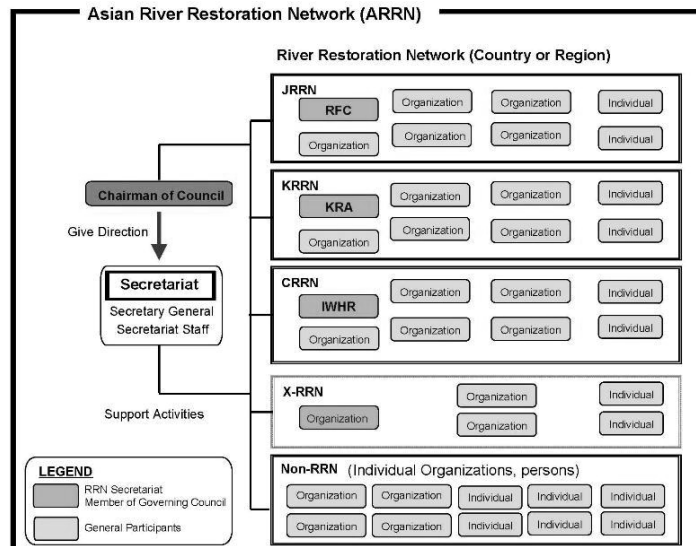 Asian River Restoration Network (ARRN)
River Restoration Network (Country or Region)
JRRN
RFC
Organization
Organization
Individual
Organization
Organization
Organization
Individual
Chairman of Council
Give Direction
Secretariat
Secretary General
Secretariat Staff
Support Activities
KRRN
KRA
Organization
Organization
Individual
Organization
Organization
Organization
Individual
CRRN
IWHR
Organization
Organization
Individual
Organization
Organization
Organization
Individual
X-RRN
Organization
Organization
Individual
Organization
Individual
Non-RRN (Individual Organizations, persons)
Organization
Organization
Individual
Individual
Individual
Organization
Organization
Individual
Individual
Individual
LEGEND
RRN Secretariat
Member of Governing Council
General Participants